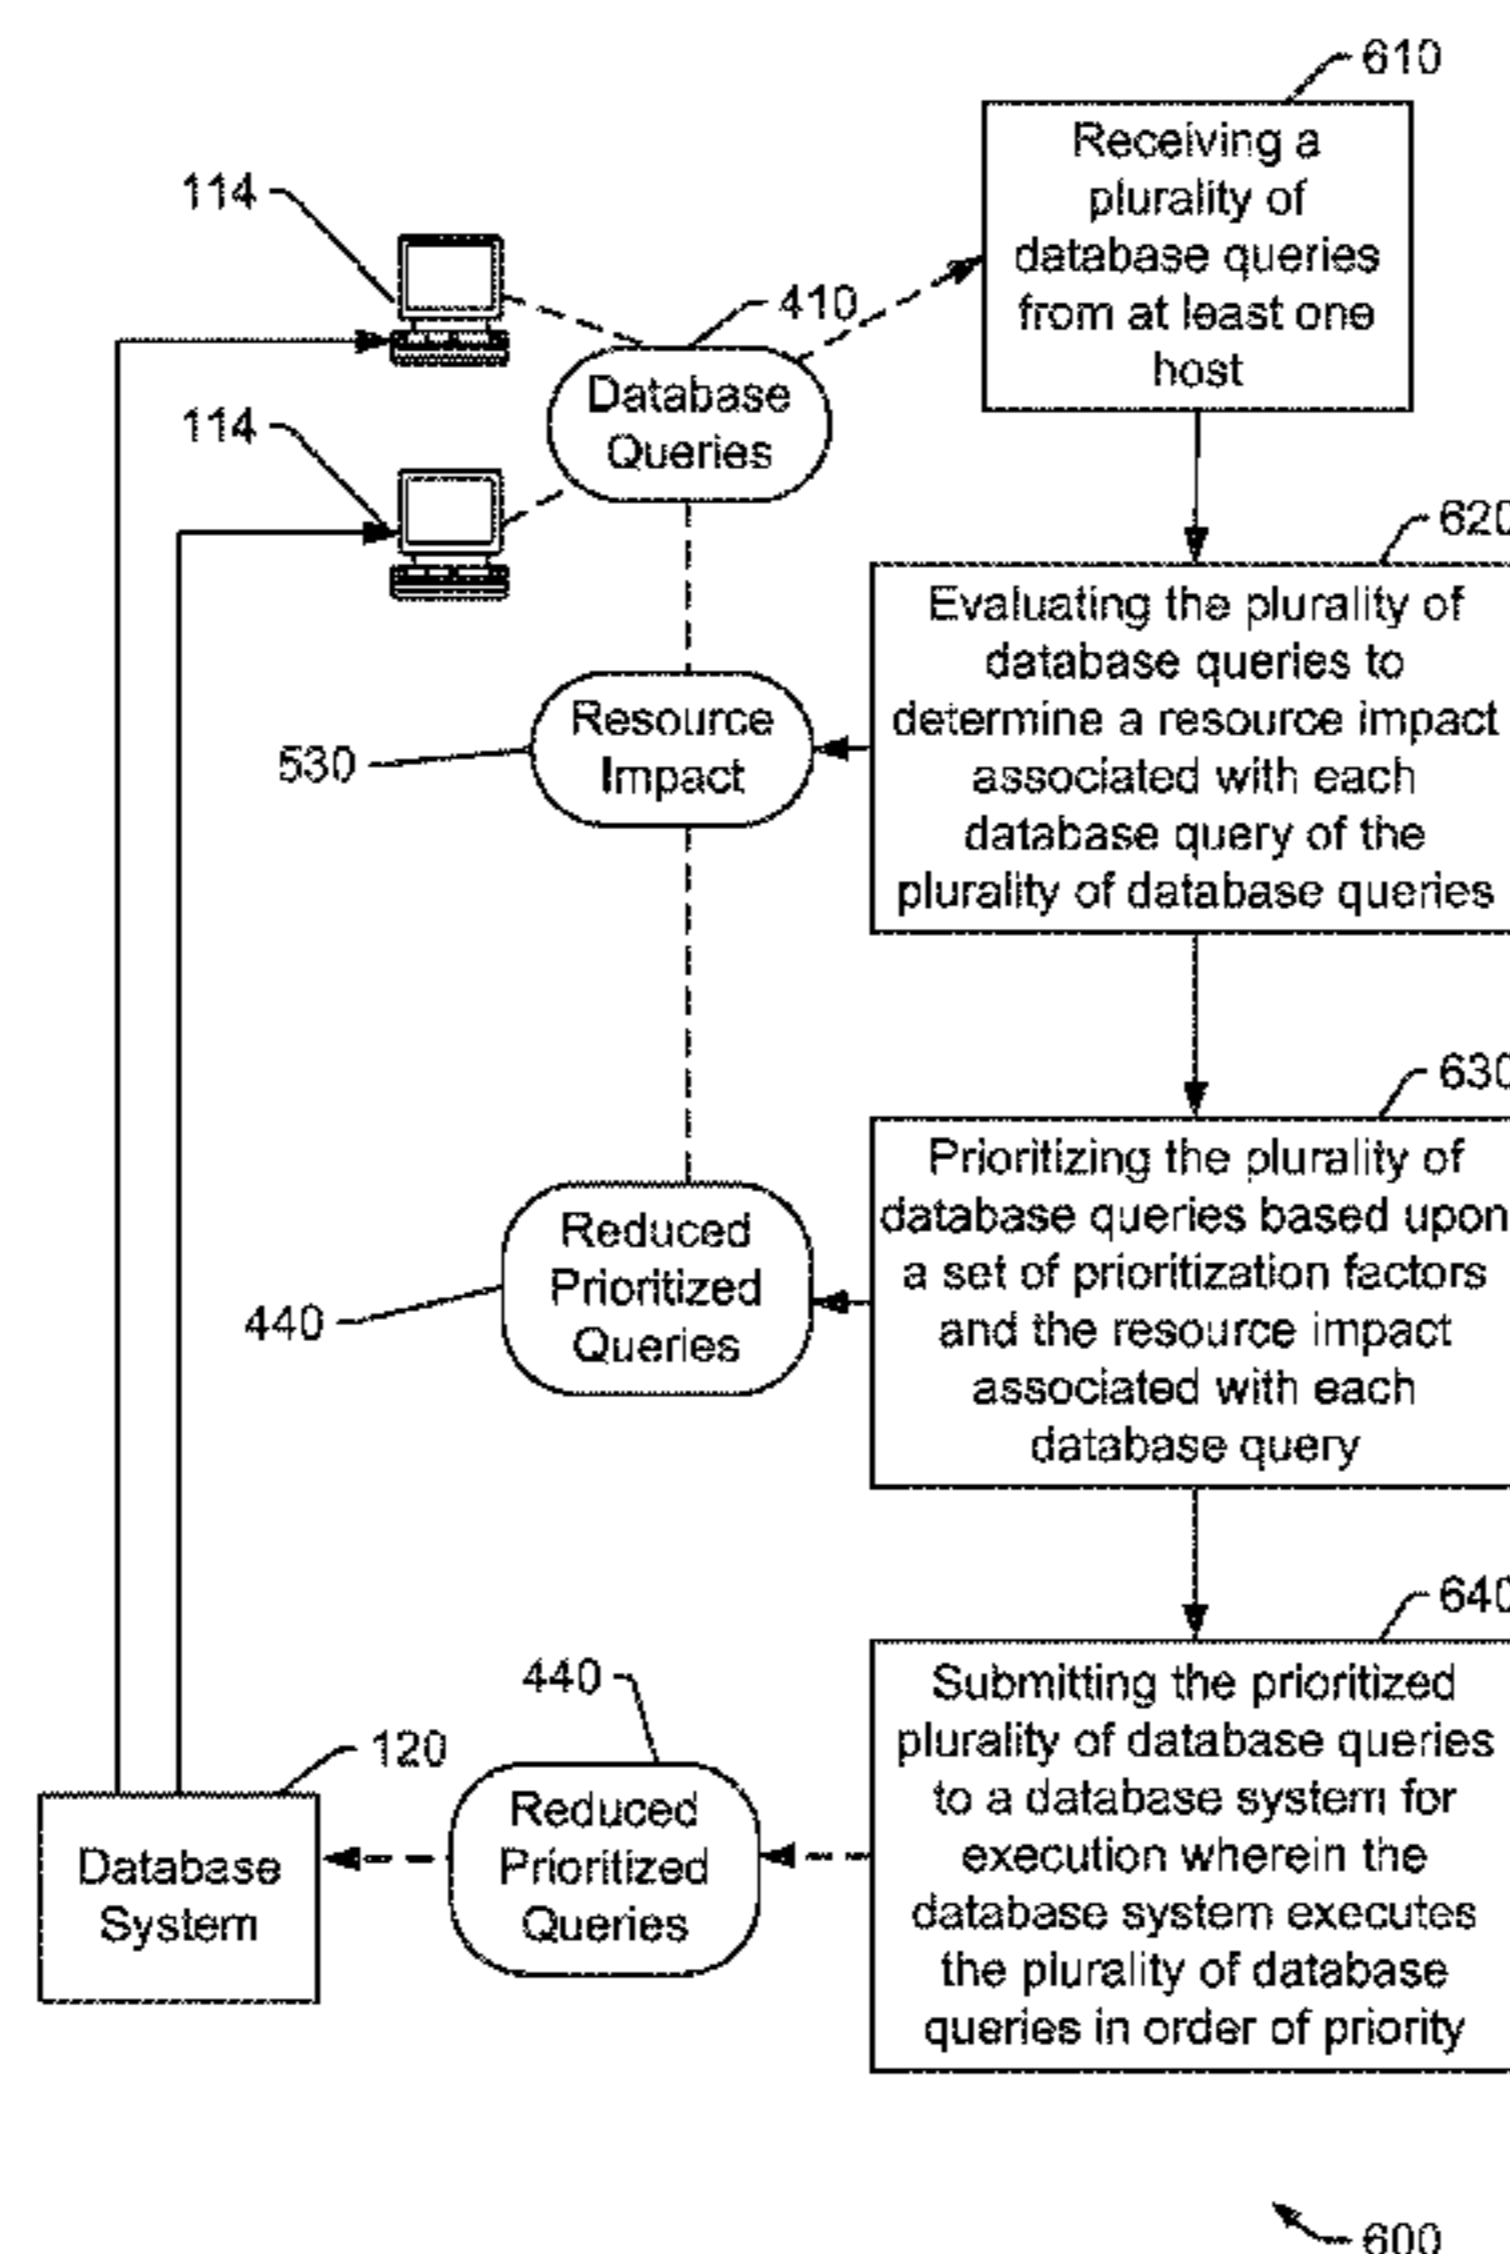 610
Receiving a
plurality of
database queries
from at least one
host
114
410
Database
Queries
114
620
Evaluating the plurality of
database queries to
determine a resource impact
associated with each
database query of the
plurality of database queries
Resource
Impact
530
630
Prioritizing the plurality of
database queries based upon
a set of prioritization factors
and the resource impact
associated with each
database query
Reduced
Prioritized
Queries
440
640
Submitting the prioritized
plurality of database queries
to a database system for
execution wherein the
database system executes
the plurality of database
queries in order of priority
440
Reduced
Prioritized
Queries
120
Database
System
600